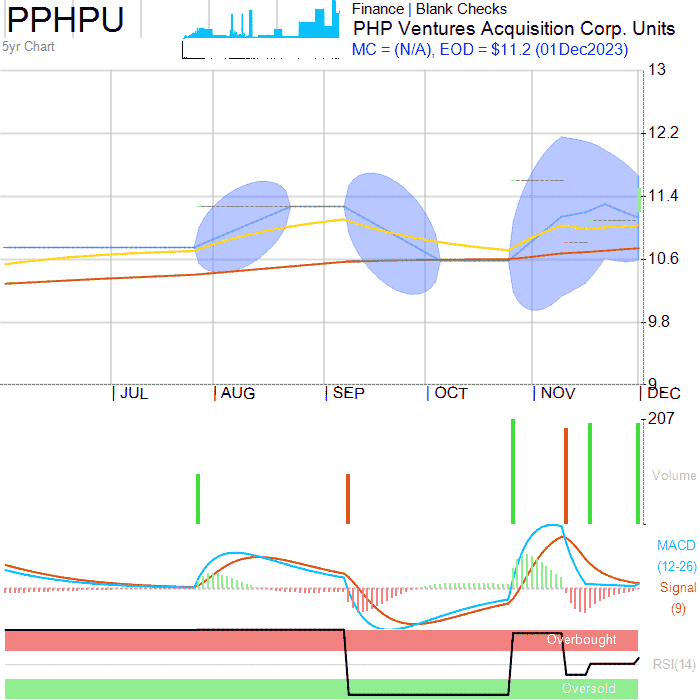 PPHPU
5yr Chart
Finance | Blank Checks
PHP Ventures Acquisition Corp. Units
MC = (N/A), EOD = $11.2 (01Dec2023)
13
12.2
11.4
10.6
9.8
9
JUL
AUG
SEP
OCT
NOV
DEC
207
Volume
MACD
(12-26)
Signal
(9)
Overbought
RSI(14)
Oversold